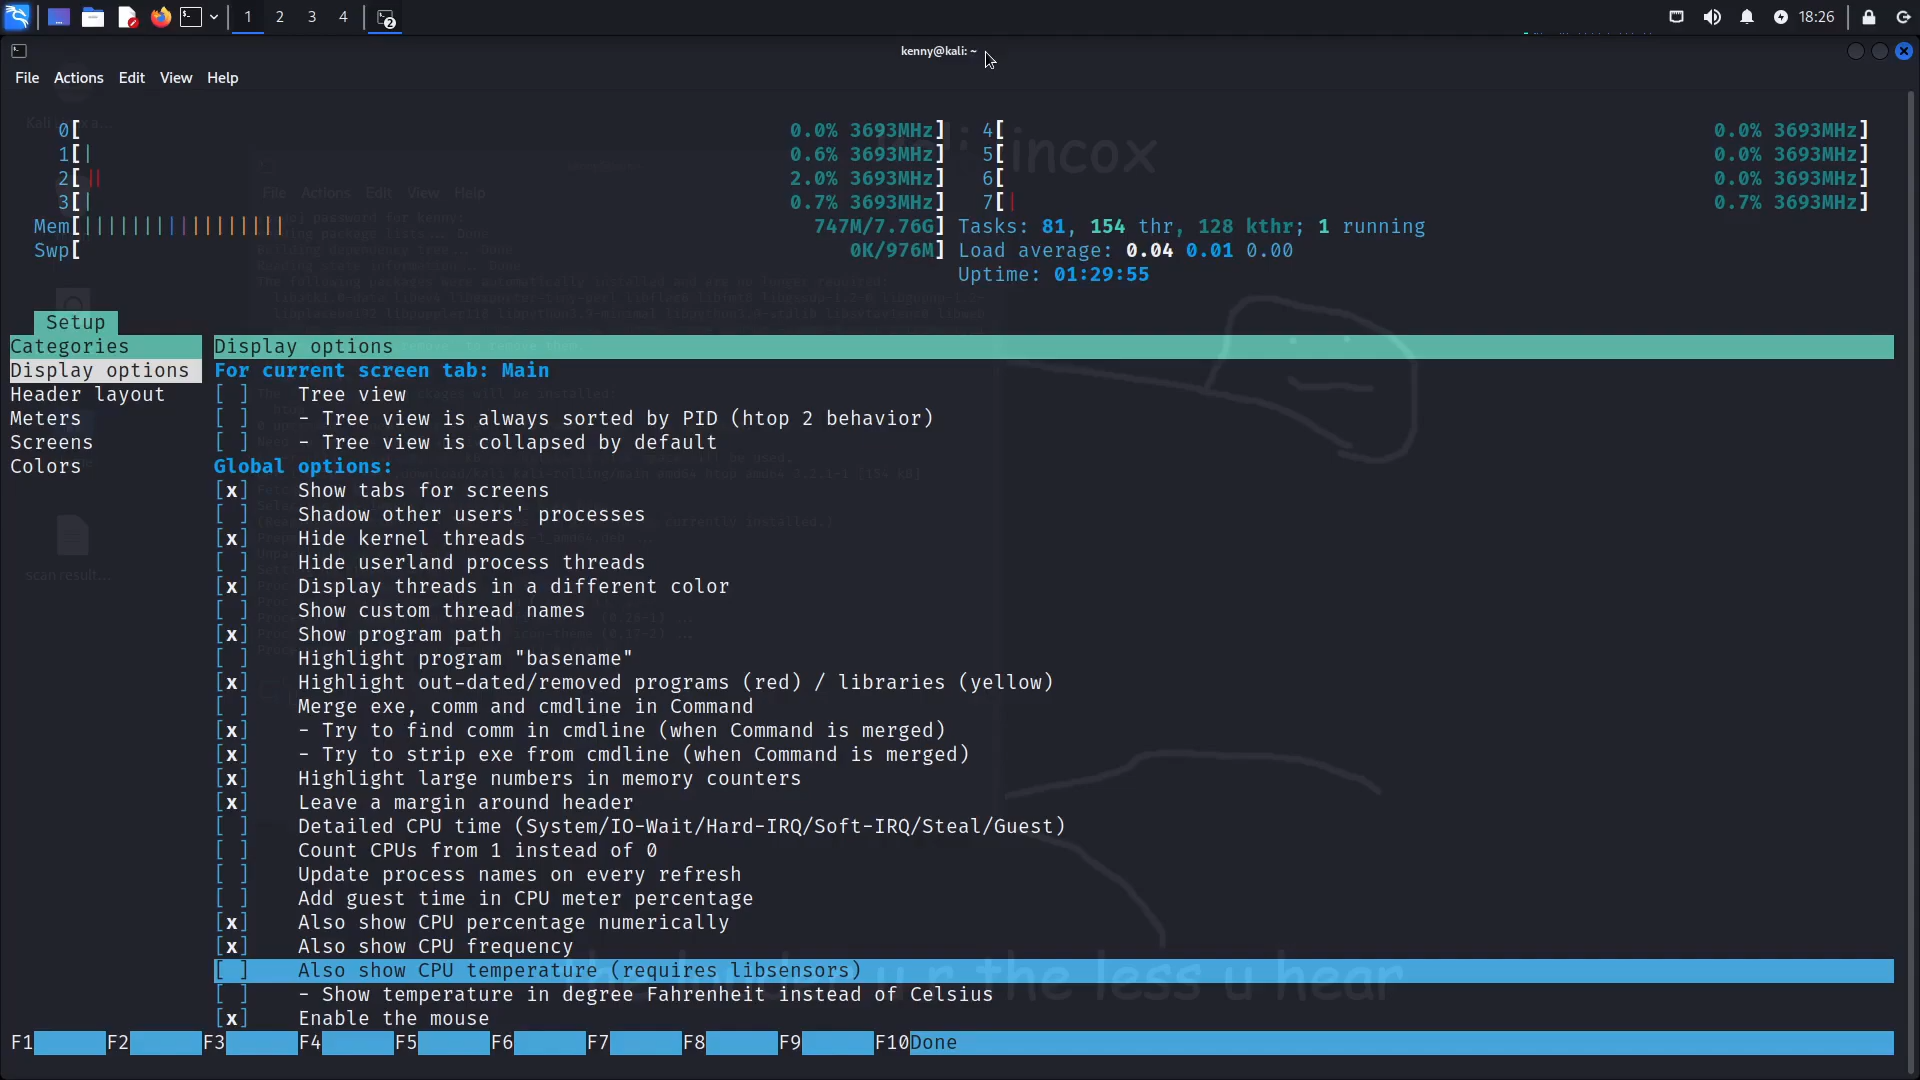 1 2 3 4 2 18:26
kenny@kali: ~
File Actions Edit View Help
0[ 0.0% 3693MHz] 4[ 0.0% 3693MHz]
1[| 0.6% 3693MHz] 5[ 0.0% 3693MHz]
2[|| 2.0% 3693MHz] 6[ 0.0% 3693MHz]
3[| 0.7% 3693MHz] 7[| 0.7% 3693MHz]
Mem[||||||||||||||||| 747M/7.76G] Tasks: 81, 154 thr, 128 kthr; 1 running
Swp[ 0K/976M] Load average: 0.04 0.01 0.00
Uptime: 01:29:55
incox
File Actions Edit View Help
scan result...
Setup
Categories Display options
Display options For current screen tab: Main
Header layout [ ] Tree view
Meters [ ] - Tree view is always sorted by PID (htop 2 behavior)
Screens [ ] - Tree view is collapsed by default
Colors Global options:
[x] Show tabs for screens
[ ] Shadow other users' processes
[x] Hide kernel threads
[ ] Hide userland process threads
[x] Display threads in a different color
[ ] Show custom thread names
[x] Show program path
[ ] Highlight program "basename"
[x] Highlight out-dated/removed programs (red) / libraries (yellow)
[ ] Merge exe, comm and cmdline in Command
[x] - Try to find comm in cmdline (when Command is merged)
[x] - Try to strip exe from cmdline (when Command is merged)
[x] Highlight large numbers in memory counters
[x] Leave a margin around header
[ ] Detailed CPU time (System/IO-Wait/Hard-IRQ/Soft-IRQ/Steal/Guest)
[ ] Count CPUs from 1 instead of 0
[ ] Update process names on every refresh
[ ] Add guest time in CPU meter percentage
[x] Also show CPU percentage numerically
[x] Also show CPU frequency
[ ] Also show CPU temperature (requires libsensors)
[ ] - Show temperature in degree Fahrenheit instead of Celsius
[x] Enable the mouse
u r the less u hear
F1 F2 F3 F4 F5 F6 F7 F8 F9 F10Done